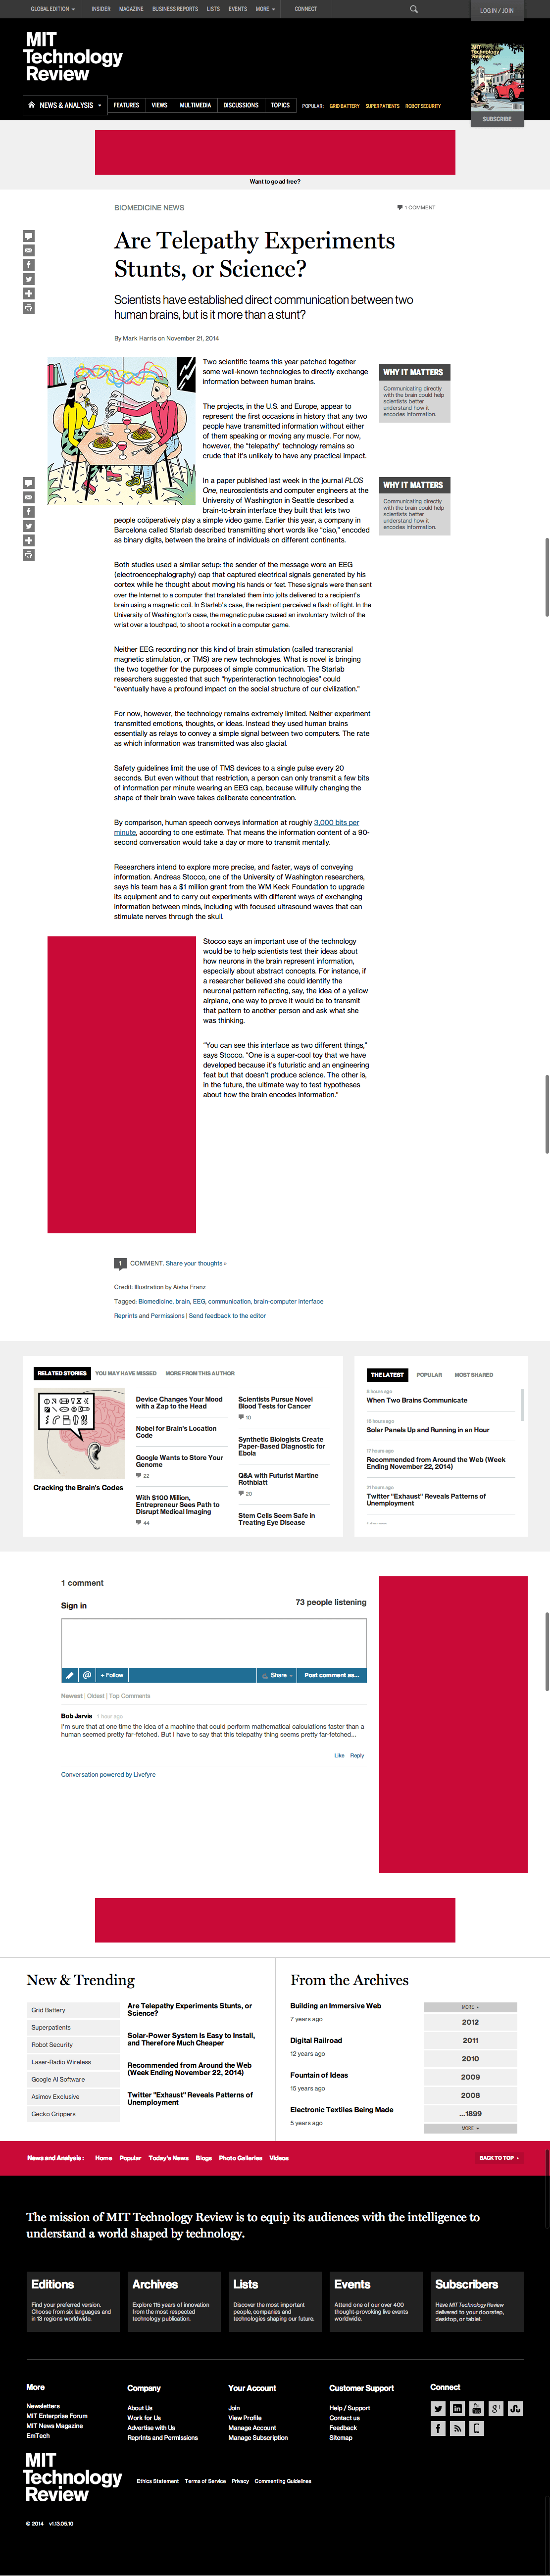 GLOBAL EDITION
INSIDER MAGAZINE BUSINESS REPORTS LISTS EVENTS MORE
CONNECT
LOG IN / JOIN
MIT
Technology
Review
NEWS & ANALYSIS
FEATURES VIEWS MULTIMEDIA DISCUSSIONS TOPICS
POPULAR: GRID BATTERY SUPERPATIENTS ROBOT SECURITY
SUBSCRIBE
Want to go ad free?
BIOMEDICINE NEWS
1 COMMENT
Are Telepathy Experiments
Stunts, or Science?
Scientists have established direct communication between two
human brains, but is it more than a stunt?
By Mark Harris on November 21, 2014
Two scientific teams this year patched together
some well-known technologies to directly exchange
information between human brains.
The projects, in the U.S. and Europe, appear to
represent the first occasions in history that any two
people have transmitted information without either
of them speaking or moving any muscle. For now,
however, the "telepathy" technology remains so
crude that it's unlikely to have any practical impact.
In a paper published last week in the journal PLOS
One, neuroscientists and computer engineers at the
University of Washington in Seattle described a
brain-to-brain interface they built that lets two
people coöperatively play a simple video game. Earlier this year, a company in
Barcelona called Starlab described transmitting short words like "ciao," encoded
as binary digits, between the brains of individuals on different continents.
WHY IT MATTERS
Communicating directly
with the brain could help
scientists better
understand how it
encodes information.
WHY IT MATTERS
Communicating directly
with the brain could help
scientists better
understand how it
encodes information.
Both studies used a similar setup: the sender of the message wore an EEG
(electroencephalography) cap that captured electrical signals generated by his
cortex while he thought about moving his hands or feet. These signals were then sent
over the Internet to a computer that translated them into jolts delivered to a recipient's
brain using a magnetic coil. In Starlab's case, the recipient perceived a flash of light. In the
University of Washington's case, the magnetic pulse caused an involuntary twitch of the
wrist over a touchpad, to shoot a rocket in a computer game.
Neither EEG recording nor this kind of brain stimulation (called transcranial
magnetic stimulation, or TMS) are new technologies. What is novel is bringing
the two together for the purposes of simple communication. The Starlab
researchers suggested that such "hyperinteraction technologies" could
"eventually have a profound impact on the social structure of our civilization."
For now, however, the technology remains extremely limited. Neither experiment
transmitted emotions, thoughts, or ideas. Instead they used human brains
essentially as relays to convey a simple signal between two computers. The rate
at which information was transmitted was also glacial.
Safety guidelines limit the use of TMS devices to a single pulse every 20
seconds. But even without that restriction, a person can only transmit a few bits
of information per minute wearing an EEG cap, because willfully changing the
shape of their brain wave takes deliberate concentration.
By comparison, human speech conveys information at roughly 3,000 bits per
minute, according to one estimate. That means the information content of a 90-
second conversation would take a day or more to transmit mentally.
Researchers intend to explore more precise, and faster, ways of conveying
information. Andreas Stocco, one of the University of Washington researchers,
says his team has a $1 million grant from the WM Keck Foundation to upgrade
its equipment and to carry out experiments with different ways of exchanging
information between minds, including with focused ultrasound waves that can
stimulate nerves through the skull.
Stocco says an important use of the technology
would be to help scientists test their ideas about
how neurons in the brain represent information,
especially about abstract concepts. For instance, if
a researcher believed she could identify the
neuronal pattern reflecting, say, the idea of a yellow
airplane, one way to prove it would be to transmit
that pattern to another person and ask what she
was thinking.
"You can see this interface as two different things,"
says Stocco. "One is a super-cool toy that we have
developed because it's futuristic and an engineering
feat but that doesn't produce science. The other is,
in the future, the ultimate way to test hypotheses
about how the brain encodes information."
1 COMMENT. Share your thoughts »
Credit: Illustration by Aisha Franz
Tagged: Biomedicine, brain, EEG, communication, brain-computer interface
Reprints and Permissions | Send feedback to the editor
RELATED STORIES YOU MAY HAVE MISSED MORE FROM THIS AUTHOR
Cracking the Brain's Codes
Device Changes Your Mood
with a Zap to the Head
Nobel for Brain's Location
Code
Google Wants to Store Your
Genome
22
With $100 Million,
Entrepreneur Sees Path to
Disrupt Medical Imaging
44
Scientists Pursue Novel
Blood Tests for Cancer
10
Synthetic Biologists Create
Paper-Based Diagnostic for
Ebola
Q&A with Futurist Martine
Rothblatt
20
Stem Cells Seem Safe in
Treating Eye Disease
THE LATEST POPULAR MOST SHARED
8 hours ago
When Two Brains Communicate
16 hours ago
Solar Panels Up and Running in an Hour
17 hours ago
Recommended from Around the Web (Week
Ending November 22, 2014)
21 hours ago
Twitter "Exhaust" Reveals Patterns of
Unemployment
1 comment
Sign in
73 people listening
+ Follow
Share
Post comment as...
Newest | Oldest | Top Comments
Bob Jarvis 1 hour ago
I'm sure that at one time the idea of a machine that could perform mathematical calculations faster than a
human seemed pretty far-fetched. But I have to say that this telepathy thing seems pretty far-fetched...
Like Reply
Conversation powered by Livefyre
New & Trending
Grid Battery
Superpatients
Robot Security
Laser-Radio Wireless
Google AI Software
Asimov Exclusive
Gecko Grippers
Are Telepathy Experiments Stunts, or
Science?
Solar-Power System Is Easy to Install,
and Therefore Much Cheaper
Recommended from Around the Web
(Week Ending November 22, 2014)
Twitter "Exhaust" Reveals Patterns of
Unemployment
From the Archives
Building an Immersive Web
7 years ago
Digital Railroad
12 years ago
Fountain of Ideas
15 years ago
Electronic Textiles Being Made
5 years ago
MORE
2012
2011
2010
2009
2008
...1899
MORE
News and Analysis: Home Popular Today's News Blogs Photo Galleries Videos
BACK TO TOP
The mission of MIT Technology Review is to equip its audiences with the intelligence to
understand a world shaped by technology.
Editions
Find your preferred version.
Choose from six languages and
in 13 regions worldwide.
Archives
Explore 115 years of innovation
from the most respected
technology publication.
Lists
Discover the most important
people, companies and
technologies shaping our future.
Events
Attend one of our over 400
thought-provoking live events
worldwide.
Subscribers
Have MIT Technology Review
delivered to your doorstep,
desktop, or tablet.
More
Newsletters
MIT Enterprise Forum
MIT News Magazine
EmTech
Company
About Us
Work for Us
Advertise with Us
Reprints and Permissions
Your Account
Join
View Profile
Manage Account
Manage Subscription
Customer Support
Help / Support
Contact us
Feedback
Sitemap
Connect
MIT
Technology
Review
Ethics Statement Terms of Service Privacy Commenting Guidelines
© 2014 v1.13.05.10